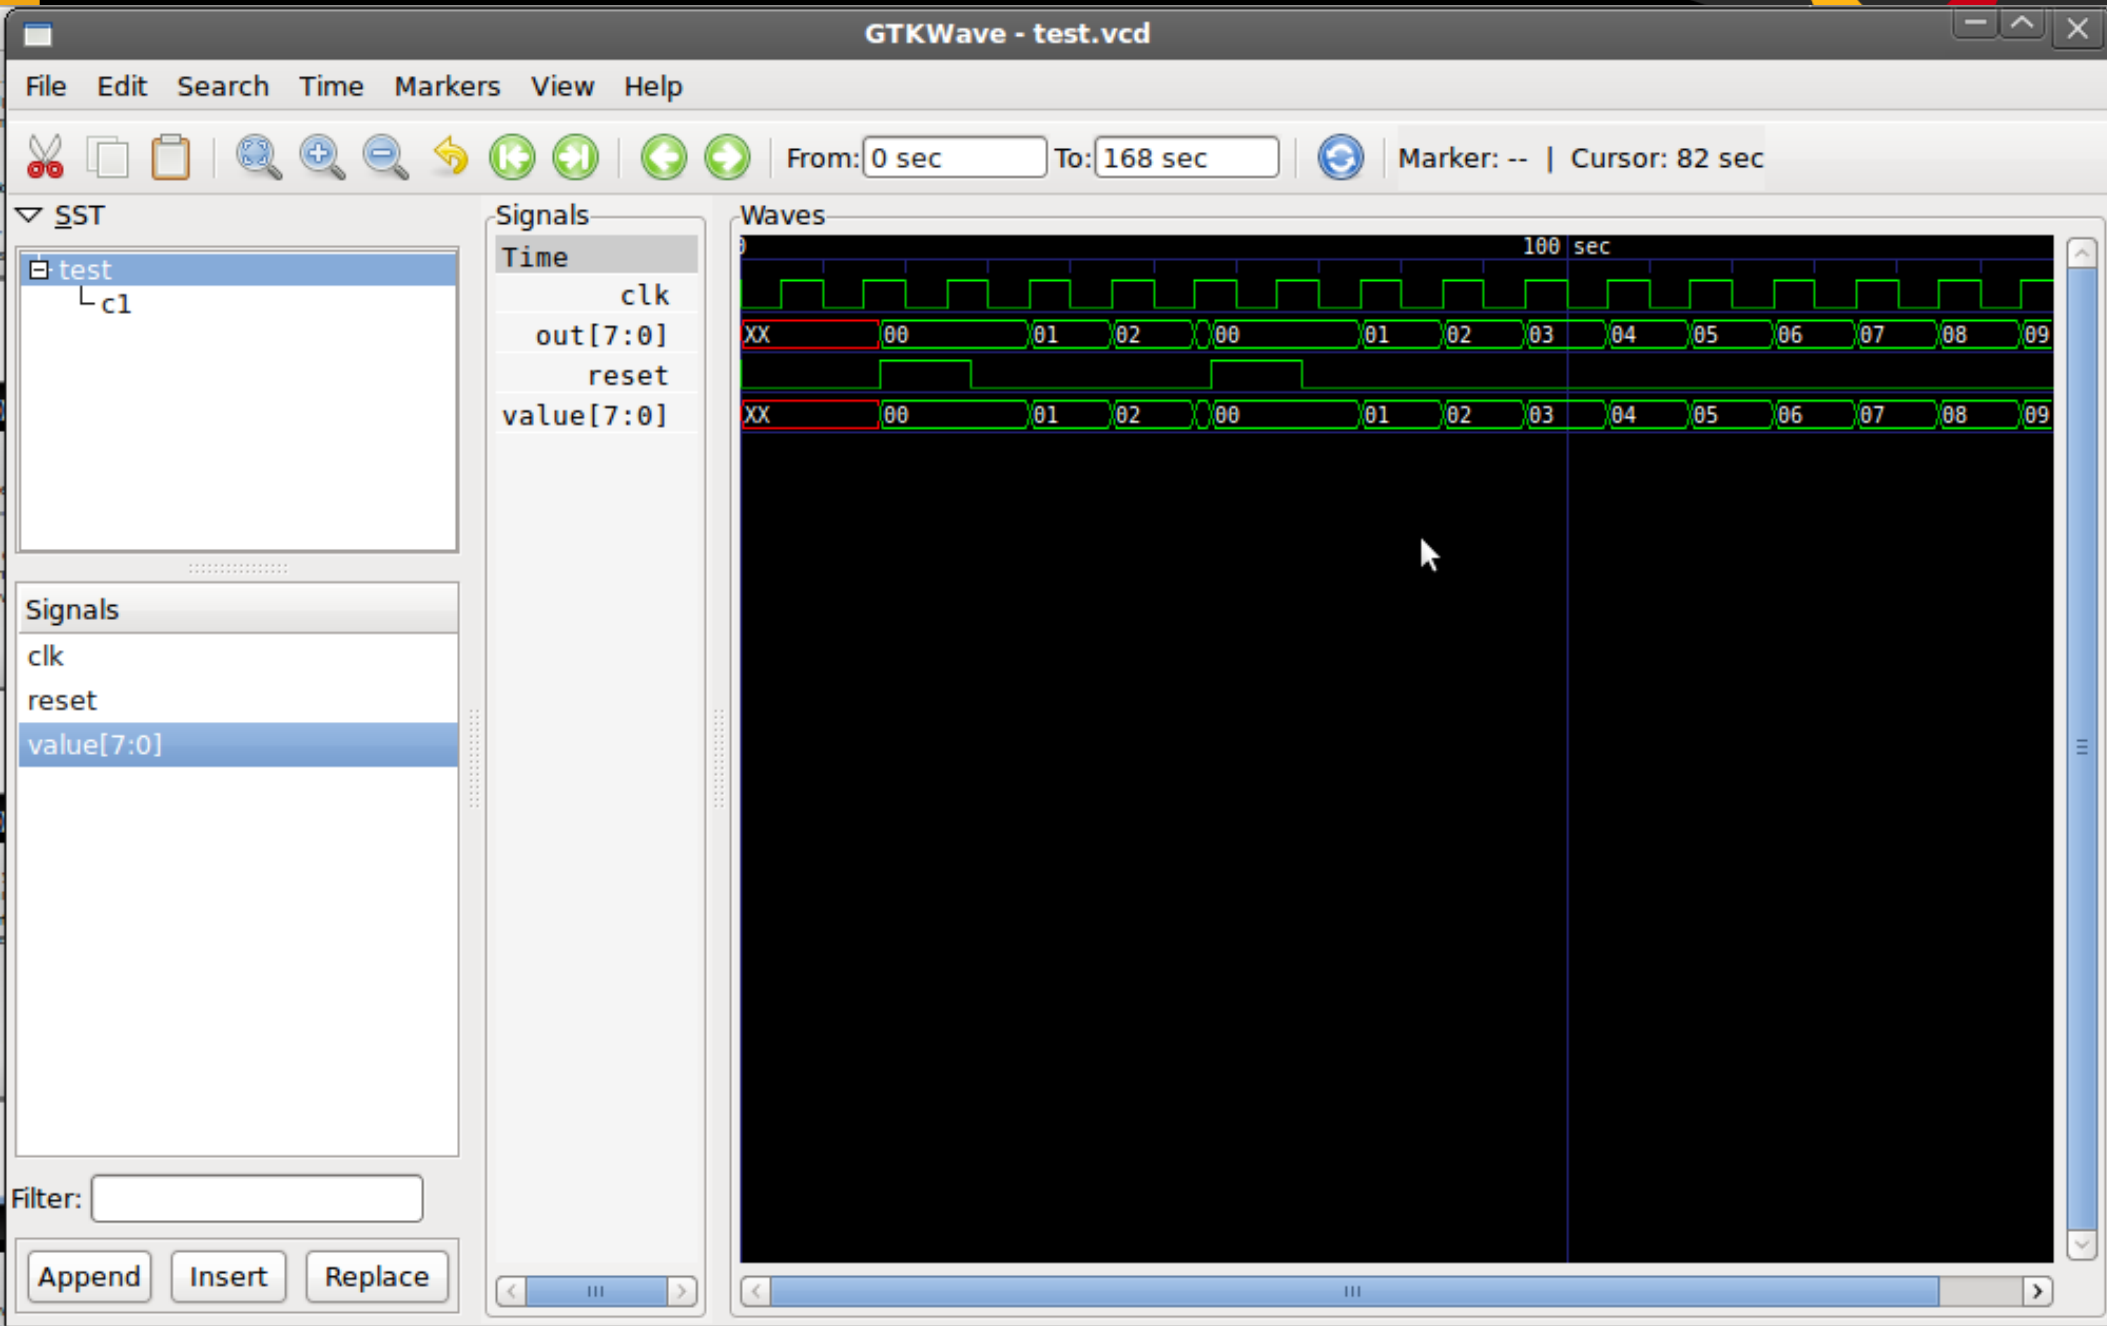 GTKWave - test.vcd
File Edit Search Time Markers View Help
From: 0 sec To: 168 sec Marker: -- | Cursor: 82 sec
SST
test
c1
Signals
clk
reset
value[7:0]
Filter:
Append Insert Replace
Signals
Time
clk
out[7:0]
reset
value[7:0]
Waves
0 100 sec
XX 00 01 02 00 01 02 03 04 05 06 07 08 09
XX 00 01 02 00 01 02 03 04 05 06 07 08 09